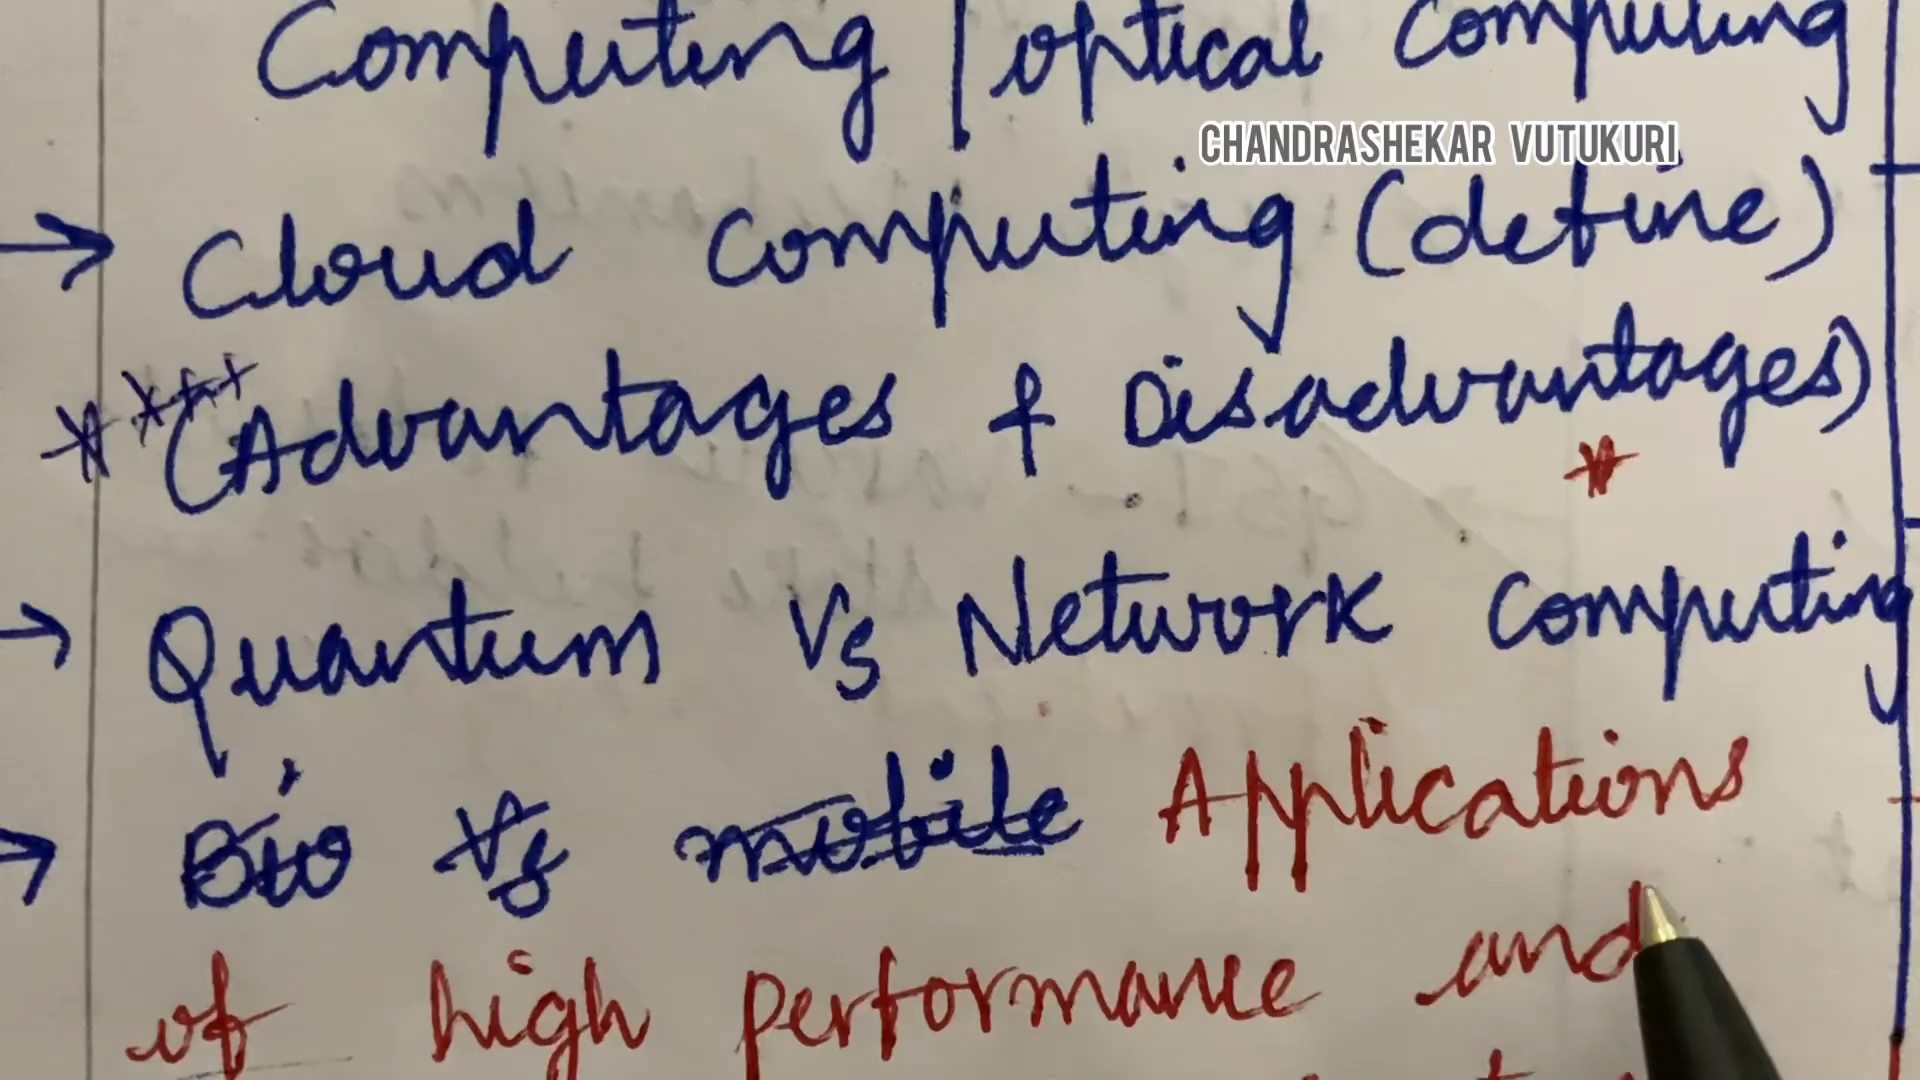 Computing | optical Computing
CHANDRASHEKAR VUTUKURI
→ Cloud Computing (define)
**** (Advantages & Disadvantages)
*
→ Quantum Vs Network Computing
→ Bio Vs mobile Applications
of high performance and